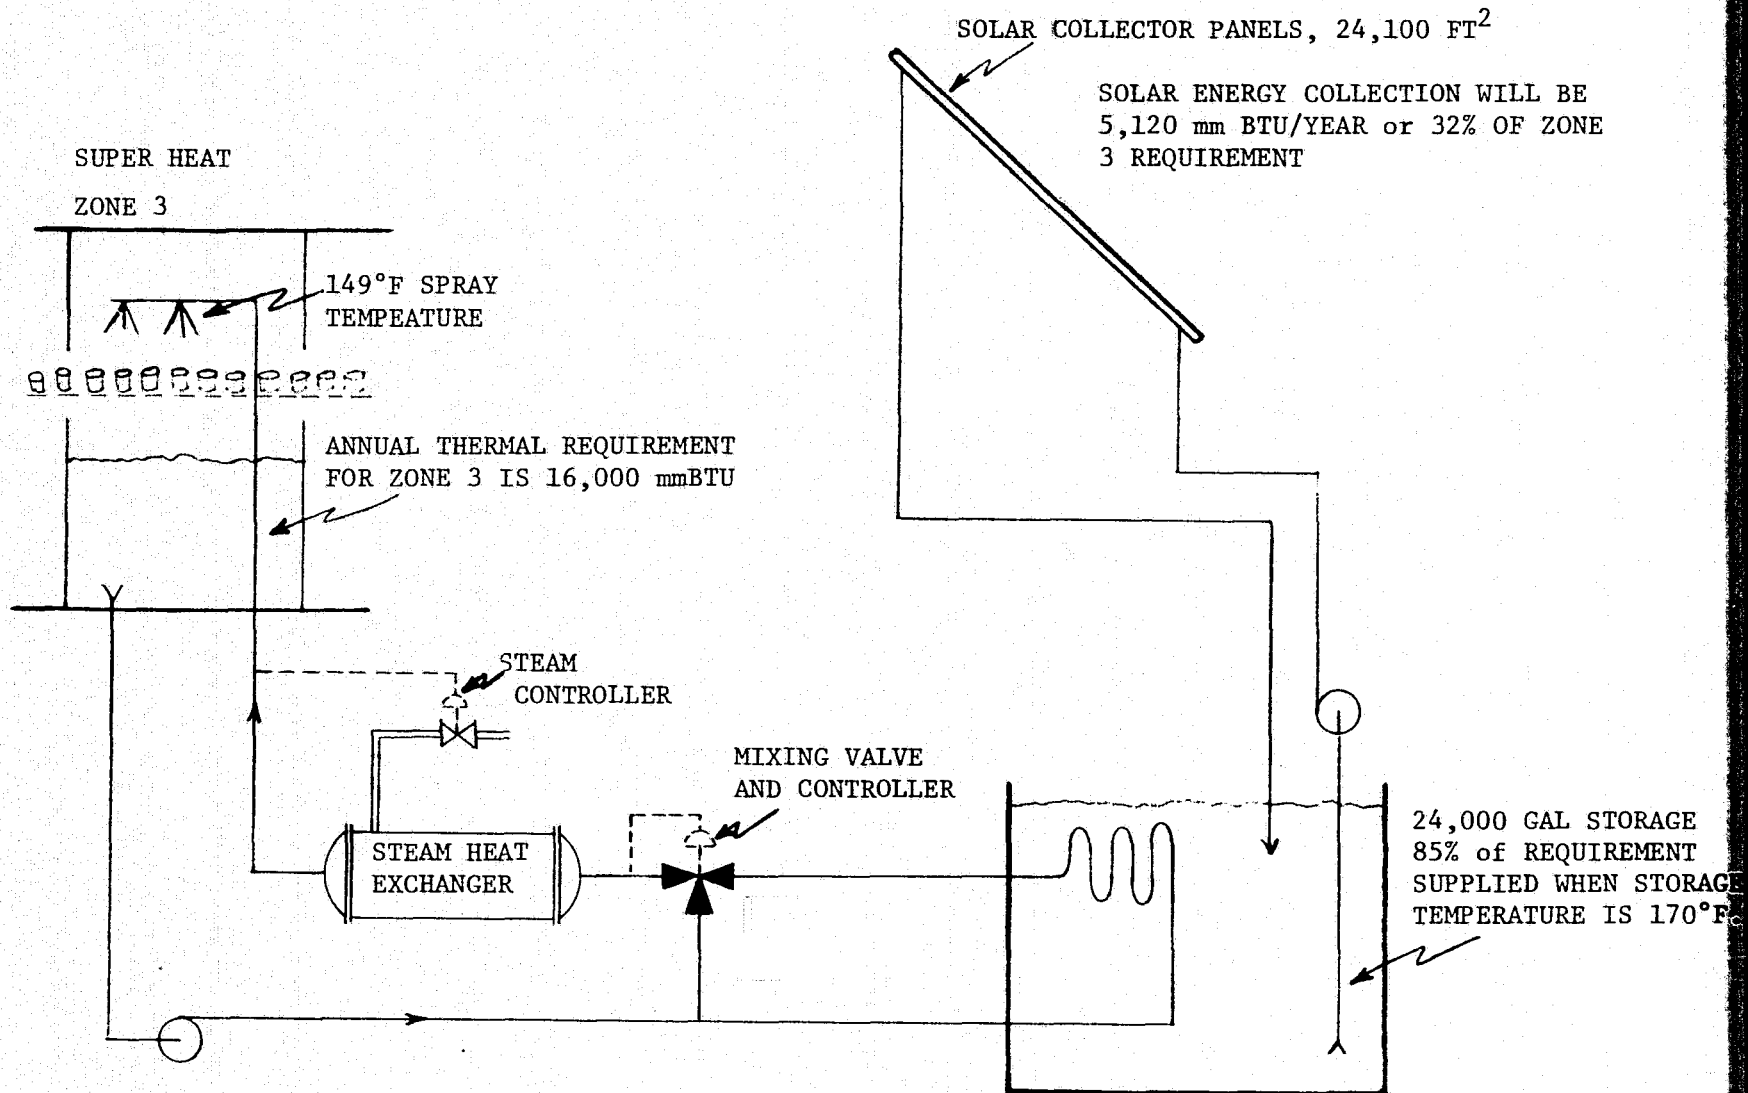 SOLAR COLLECTOR PANELS, 24,100 FT2
SOLAR ENERGY COLLECTION WILL BE
5,120 mm BTU/YEAR or 32% OF ZONE
3 REQUIREMENT
SUPER HEAT
ZONE 3
149°F SPRAY
TEMPEATURE
ANNUAL THERMAL REQUIREMENT
FOR ZONE 3 IS 16,000 mmBTU
STEAM
CONTROLLER
MIXING VALVE
AND CONTROLLER
STEAM HEAT
EXCHANGER
24,000 GAL STORAGE
85% of REQUIREMENT
SUPPLIED WHEN STORAGE
TEMPERATURE IS 170°F.